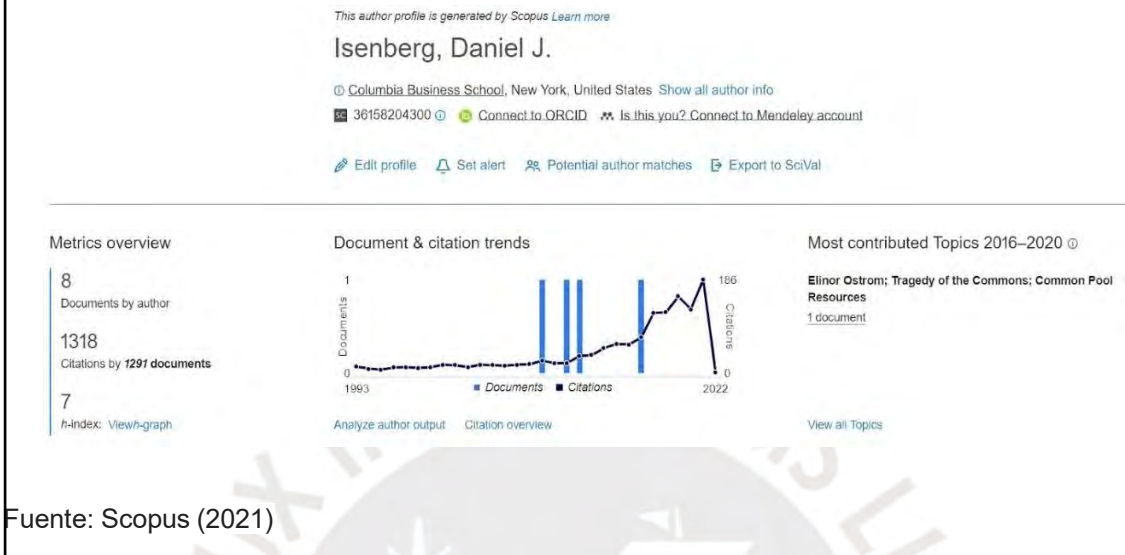 This author profile is generated by Scopus Learn more
Isenberg, Daniel J.
Columbia Business School, New York, United States Show all author info
SC 36158204300 iD Connect to ORCID Is this you? Connect to Mendeley account
Edit profile Set alert Potential author matches Export to SciVal
Metrics overview
8
Documents by author
1318
Citations by 1291 documents
7
h-index: View h-graph
Document & citation trends
1
186
Documents
Citations
0
0
1993
2022
Documents Citations
Analyze author output Citation overview
Most contributed Topics 2016–2020
Elinor Ostrom; Tragedy of the Commons; Common Pool
Resources
1 document
View all Topics
Fuente: Scopus (2021)